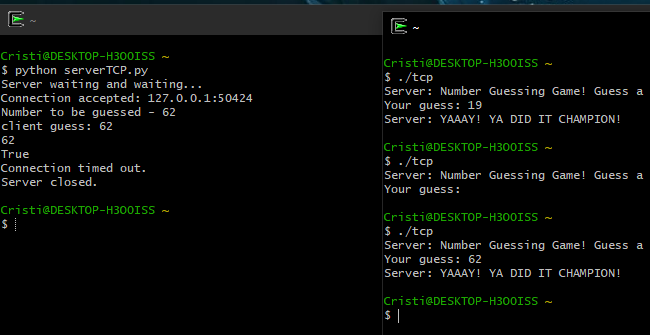 ~
Cristi@DESKTOP-H3OOISS ~
$ python serverTCP.py
Server waiting and waiting...
Connection accepted: 127.0.0.1:50424
Number to be guessed - 62
client guess: 62
62
True
Connection timed out.
Server closed.
Cristi@DESKTOP-H3OOISS ~
$
~
Cristi@DESKTOP-H3OOISS ~
$ ./tcp
Server: Number Guessing Game! Guess a
Your guess: 19
Server: YAAAY! YA DID IT CHAMPION!
Cristi@DESKTOP-H3OOISS ~
$ ./tcp
Server: Number Guessing Game! Guess a
Your guess:
Cristi@DESKTOP-H3OOISS ~
$ ./tcp
Server: Number Guessing Game! Guess a
Your guess: 62
Server: YAAAY! YA DID IT CHAMPION!
Cristi@DESKTOP-H3OOISS ~
$